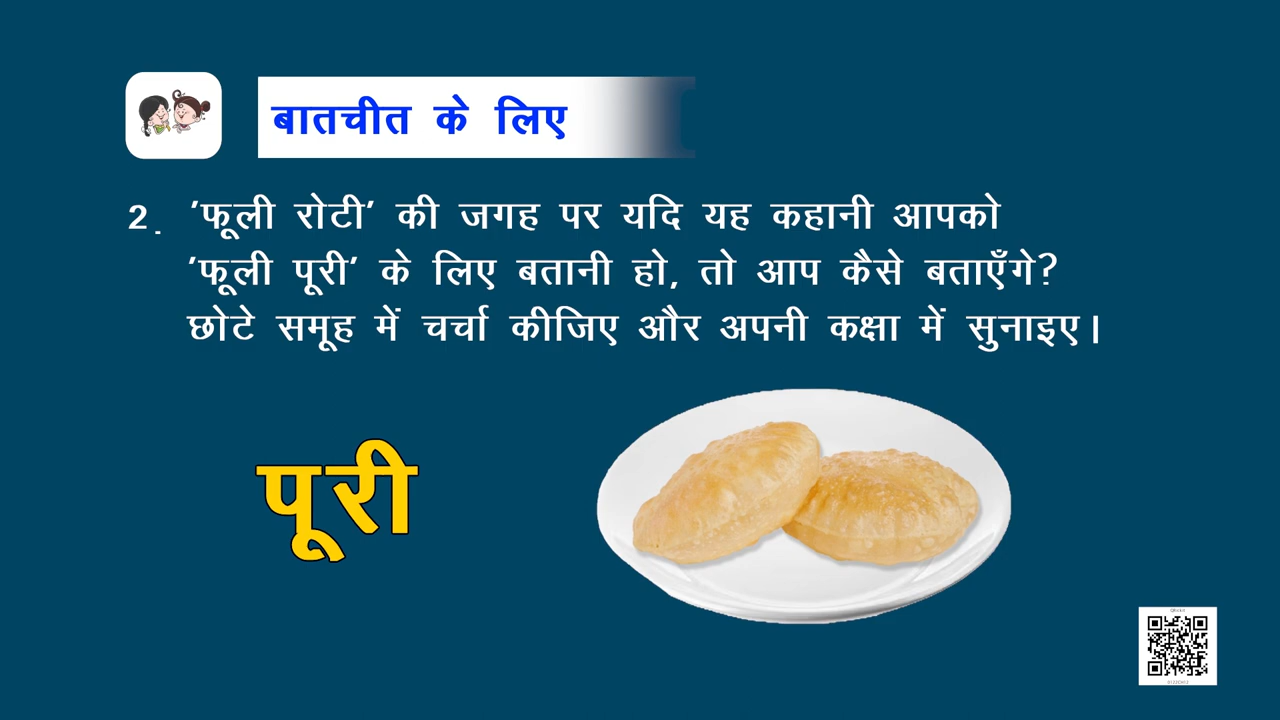 बातचीत के लिए
2. 'फूली रोटी' की जगह पर यदि यह कहानी आपको
'फूली पूरी' के लिए बतानी हो, तो आप कैसे बताएँगे?
छोटे समूह में चर्चा कीजिए और अपनी कक्षा में सुनाइए।
पूरी